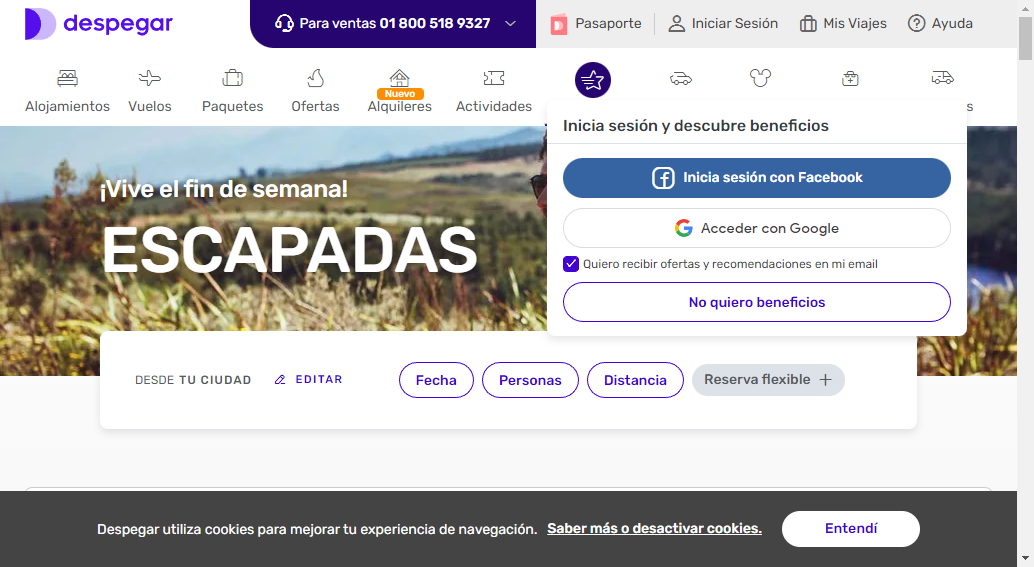 despegar
Para ventas 01 800 518 9327
Pasaporte
Iniciar Sesión
Mis Viajes
Ayuda
Alojamientos
Vuelos
Paquetes
Ofertas
Nuevo
Alquileres
Actividades
Inicia sesión y descubre beneficios
Inicia sesión con Facebook
Acceder con Google
Quiero recibir ofertas y recomendaciones en mi email
No quiero beneficios
¡Vive el fin de semana!
ESCAPADAS
DESDE TU CIUDAD
EDITAR
Fecha
Personas
Distancia
Reserva flexible +
Despegar utiliza cookies para mejorar tu experiencia de navegación. Saber más o desactivar cookies.
Entendí